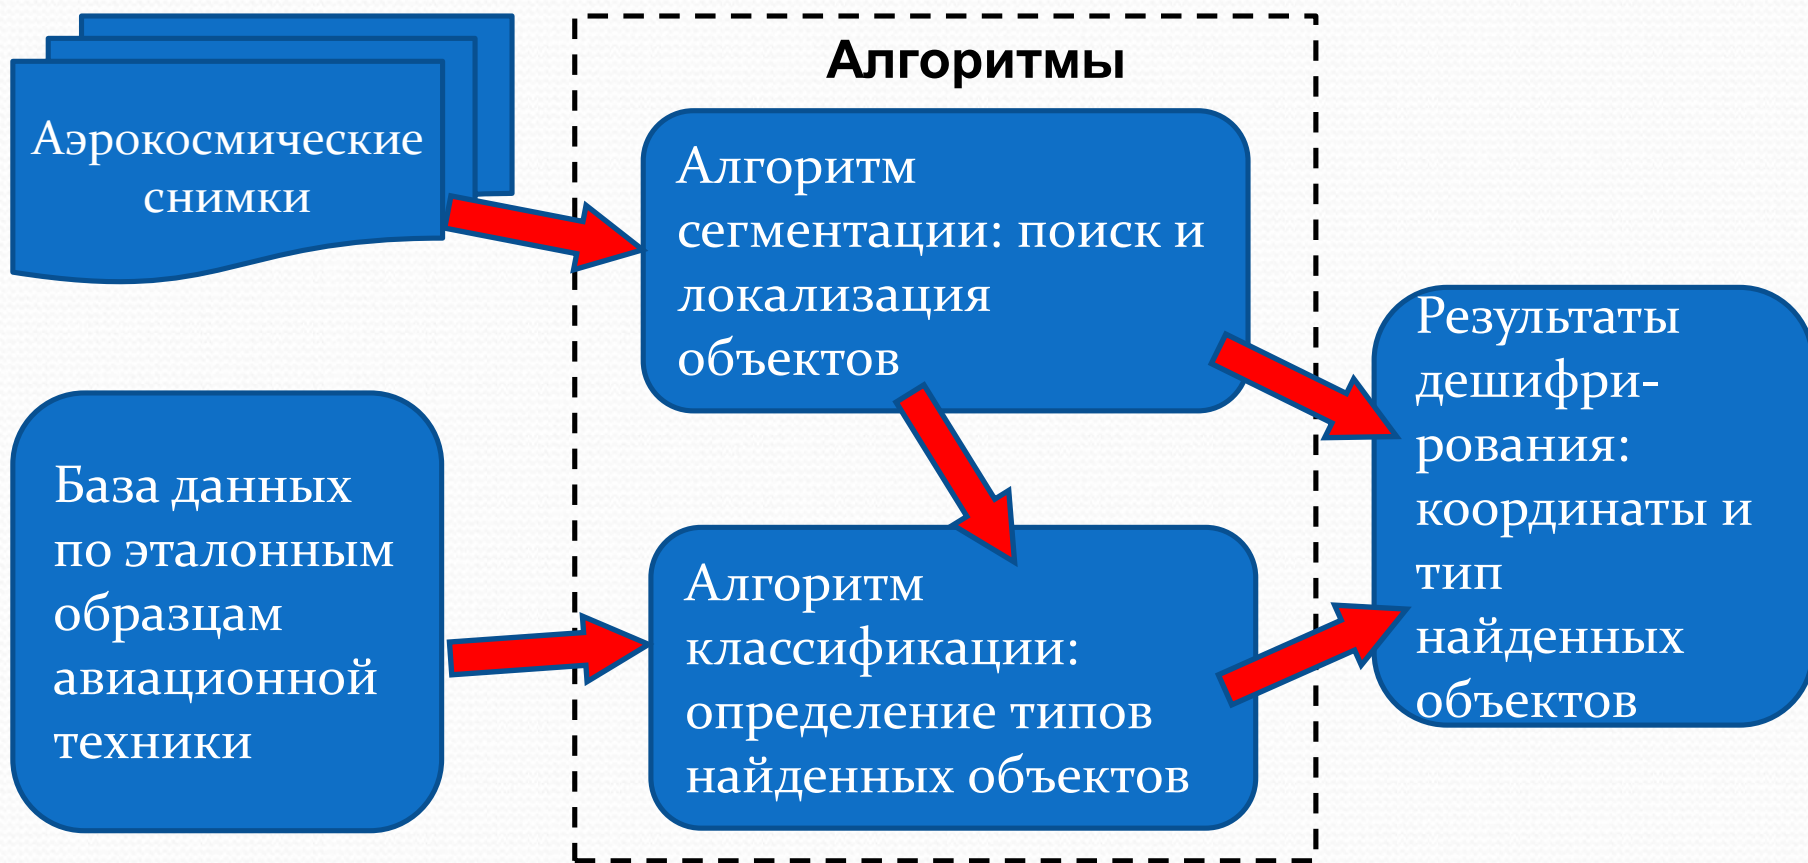 Алгоритмы
Аэрокосмические
снимки
Алгоритм
сегментации: поиск и
локализация
объектов
База данных
по эталонным
образцам
авиационной
техники
Алгоритм
классификации:
определение типов
найденных объектов
Результаты
дешифри-
рования:
координаты и
тип
найденных
объектов